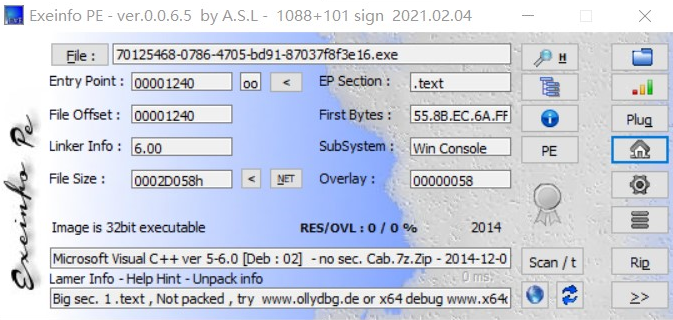 Exeinfo PE - ver.0.0.6.5 by A.S.L - 1088+101 sign 2021.02.04
File : 70125468-0786-4705-bd91-87037f8f3e16.exe H
Entry Point : 00001240 oo < EP Section : .text
File Offset : 00001240 First Bytes : 55.8B.EC.6A.FF Plug
Linker Info : 6.00 SubSystem : Win Console PE
File Size : 0002D058h < NET Overlay : 00000058
Image is 32bit executable RES/OVL : 0 / 0 % 2014
Microsoft Visual C++ ver 5-6.0 [Deb : 02] - no sec. Cab.7z.Zip - 2014-12-0 Scan / t Rip
Lamer Info - Help Hint - Unpack info 0 ms.
Big sec. 1 .text , Not packed , try www.ollydbg.de or x64 debug www.x64 >>
Exeinfo Pe